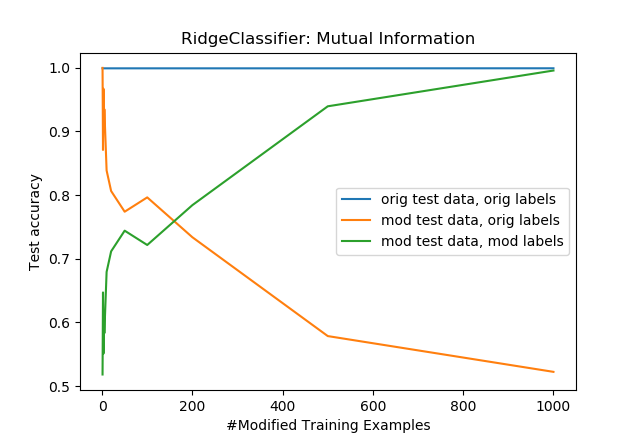 RidgeClassifier: Mutual Information
1.0
0.9
0.8
0.7
0.6
0.5
Test accuracy
orig test data, orig labels
mod test data, orig labels
mod test data, mod labels
0 200 400 600 800 1000
#Modified Training Examples